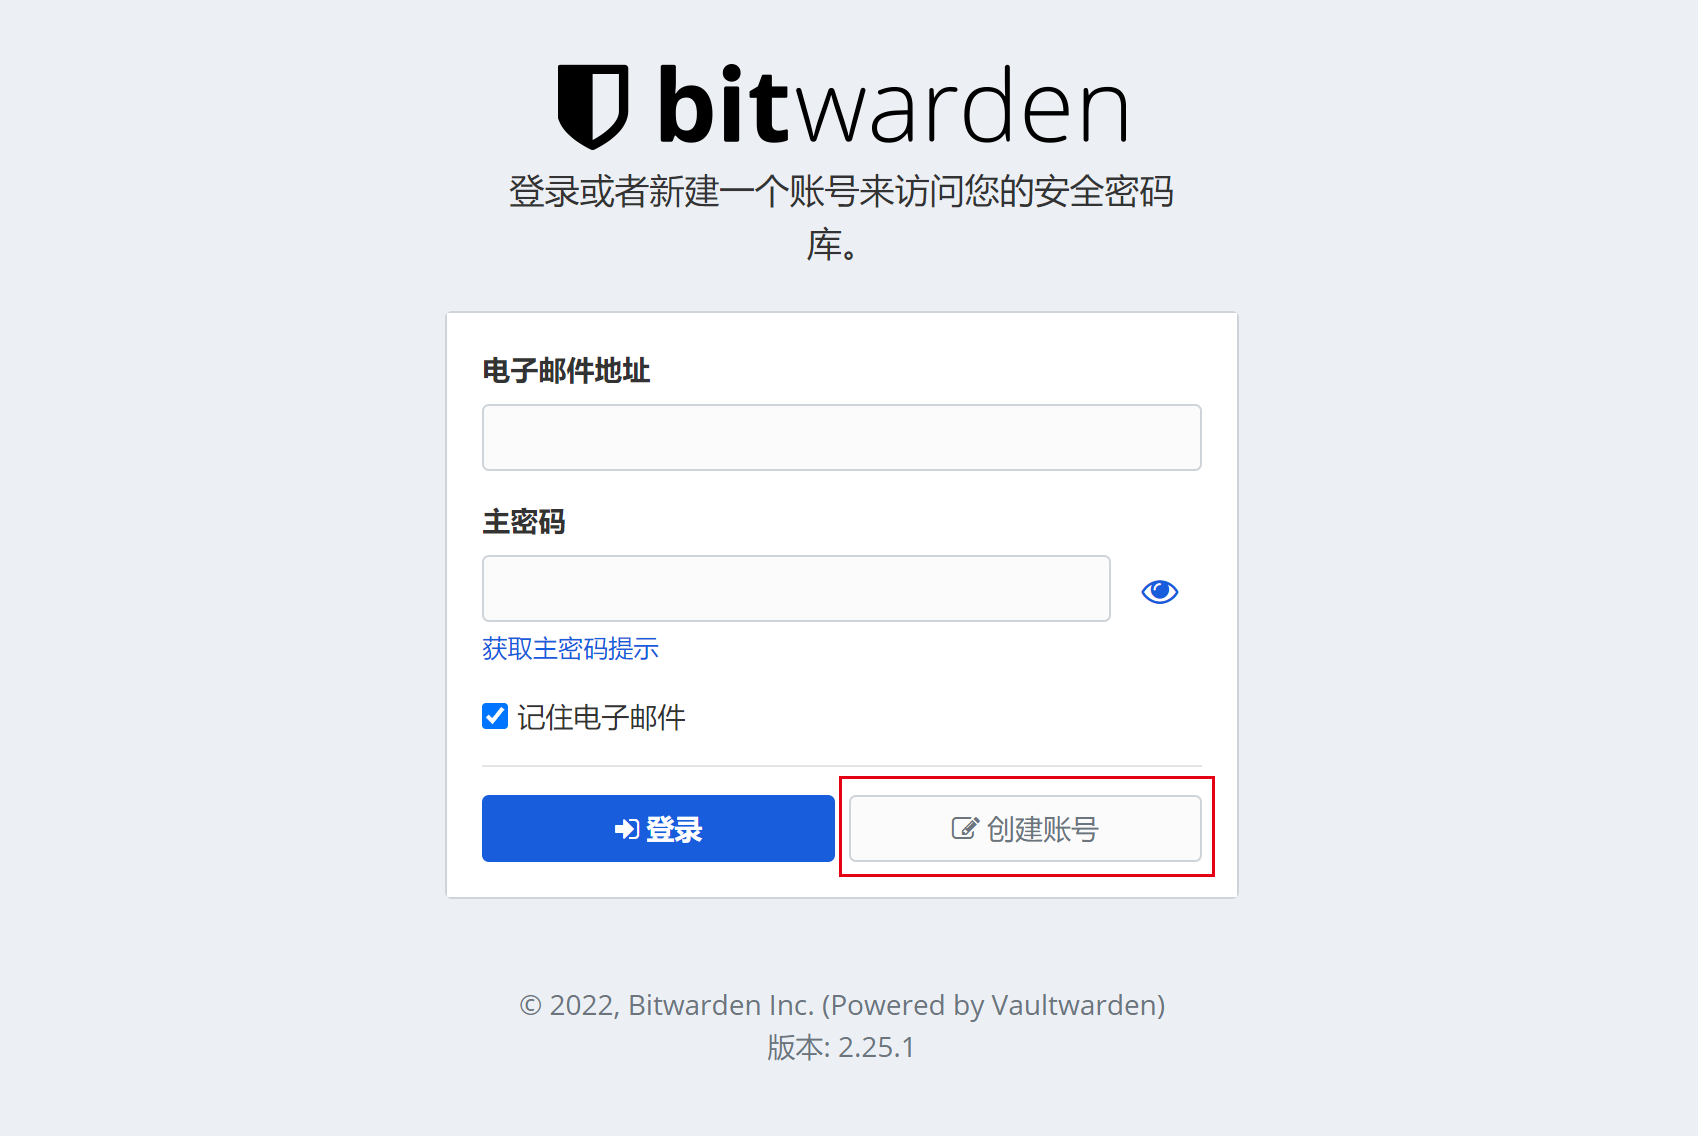 bitwarden
登录或者新建一个账号来访问您的安全密码
库。
电子邮件地址
主密码
获取主密码提示
记住电子邮件
登录
创建账号
© 2022, Bitwarden Inc. (Powered by Vaultwarden)
版本: 2.25.1